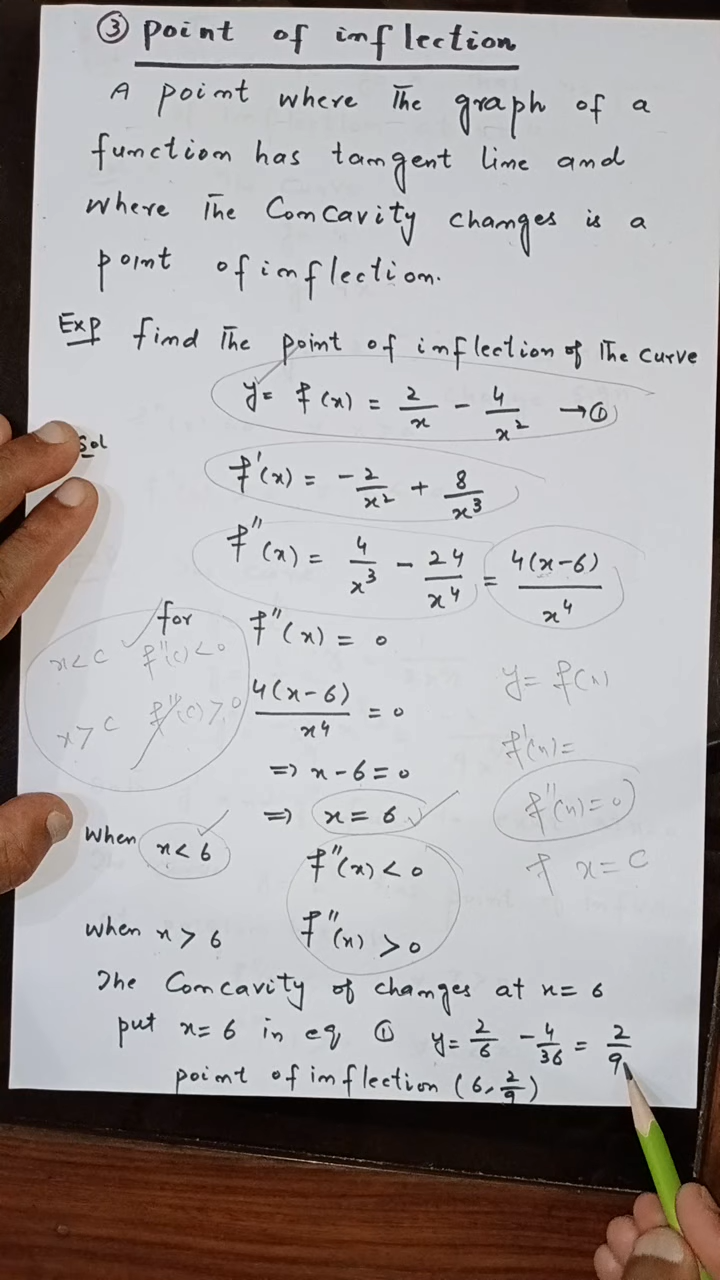 ③ point of inflection
A point where The graph of a
function has tangent line and
where The Concavity changes is a
point of inflection.
Exp find The point of inflection of The curve
y = f(x) = 2/x - 4/x² → ①
Sol
f'(x) = -2/x² + 8/x³
f''(x) = 4/x³ - 24/x⁴ = 4(x-6)/x⁴
for f''(x) = 0
x<c f''(c)<0
4(x-6)/x⁴ = 0
x>c f''(c)>0
y = f(x)
f'(x) =
⇒ x-6=0
f''(x)=0
⇒ x = 6
when x < 6 f''(x) < 0
x = c
when x > 6 f''(x) > 0
The Concavity of changes at x = 6
put x = 6 in eq ① y = 2/6 - 4/36 = 2/9
point of inflection (6, 2/9)